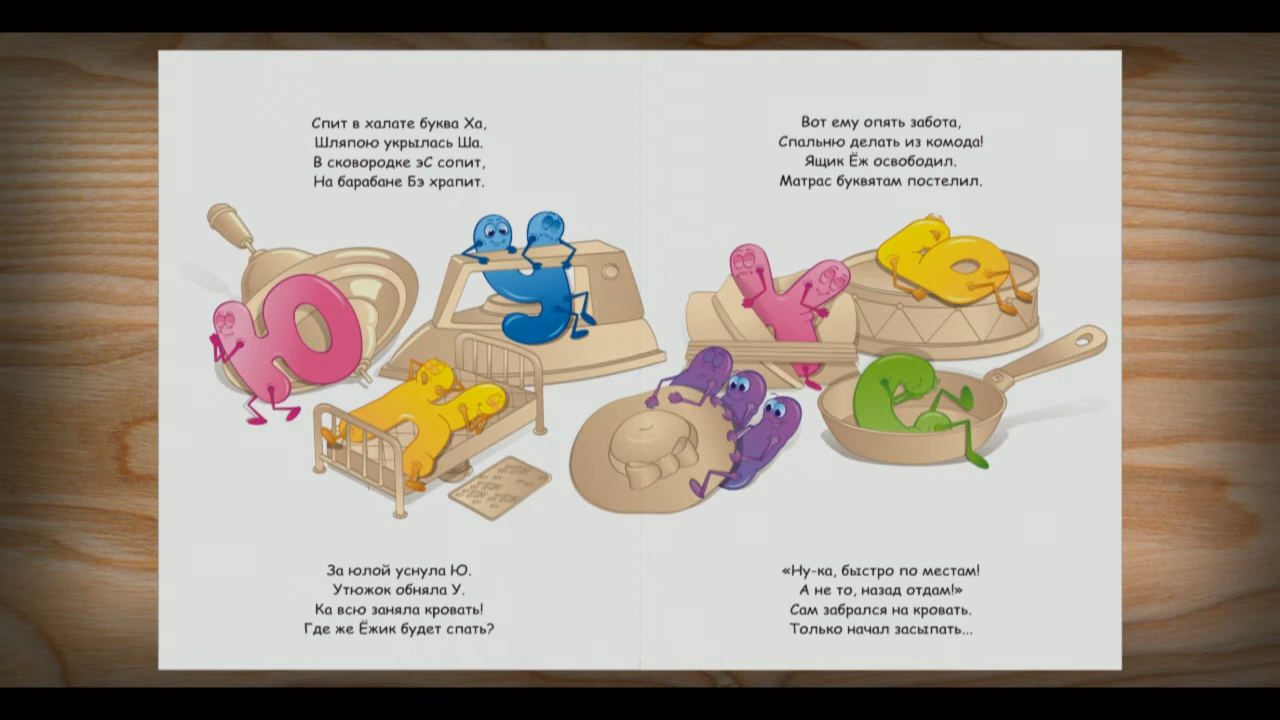 Спит в халате буква Ха,
Шляпою укрылась Ша.
В сковородке эС сопит,
На барабане Бэ храпит.
За юлой уснула Ю.
Утюжок обняла У.
Ка всю заняла кровать!
Где же Ёжик будет спать?
Вот ему опять забота,
Спальню делать из комода!
Ящик Ёж освободил.
Матрас буквятам постелил.
«Ну-ка, быстро по местам!
А не то, назад отдам!»
Сам забрался на кровать.
Только начал засыпать...